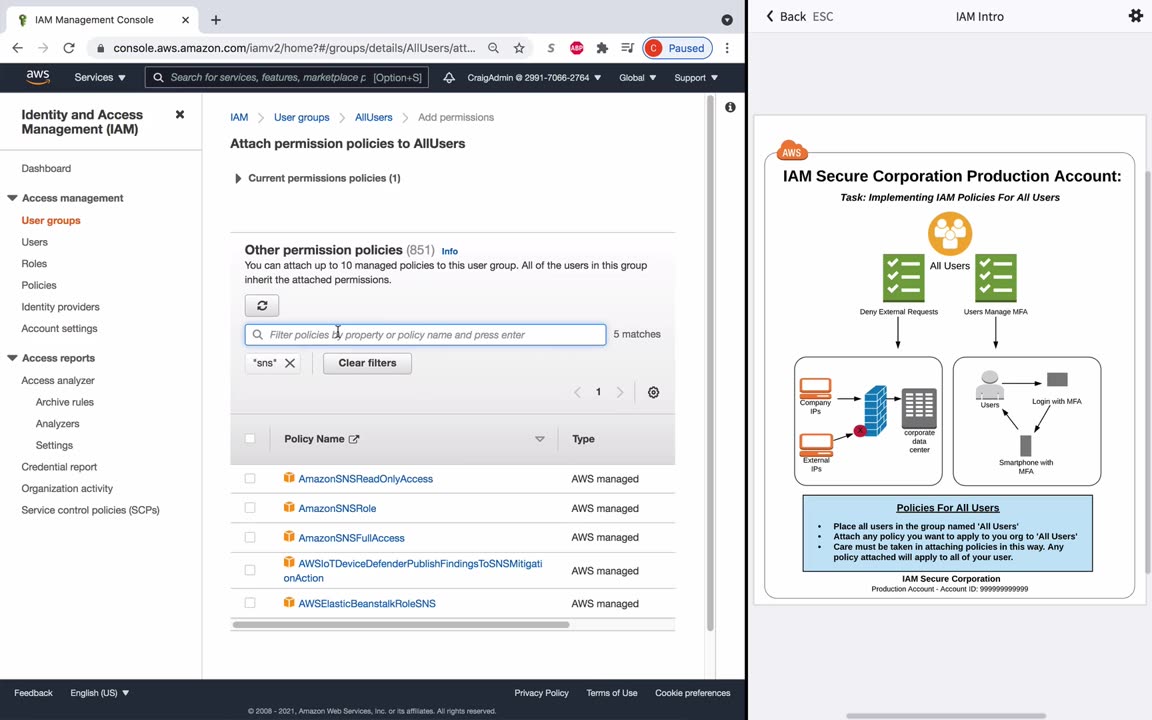 IAM Management Console
console.aws.amazon.com/iamv2/home?#/groups/details/AllUsers/att...
S
ABP
C Paused
aws
Services
Search for services, features, marketplace p
[Option+S]
CraigAdmin @ 2991-7066-2764
Global
Support
Identity and Access
Management (IAM)
Dashboard
Access management
User groups
Users
Roles
Policies
Identity providers
Account settings
Access reports
Access analyzer
Archive rules
Analyzers
Settings
Credential report
Organization activity
Service control policies (SCPs)
IAM
User groups
AllUsers
Add permissions
Attach permission policies to AllUsers
Current permissions policies (1)
Other permission policies (851) Info
You can attach up to 10 managed policies to this user group. All of the users in this group
inherit the attached permissions.
Filter policies by property or policy name and press enter
5 matches
"sns"
Clear filters
1
Policy Name
Type
AmazonSNSReadOnlyAccess
AWS managed
AmazonSNSRole
AWS managed
AmazonSNSFullAccess
AWS managed
AWSIoTDeviceDefenderPublishFindingsToSNSMitigati
onAction
AWS managed
AWSElasticBeanstalkRoleSNS
AWS managed
Feedback
English (US)
Privacy Policy
Terms of Use
Cookie preferences
© 2008 - 2021, Amazon Web Services, Inc. or its affiliates. All rights reserved.
Back ESC
IAM Intro
AWS
IAM Secure Corporation Production Account:
Task: Implementing IAM Policies For All Users
All Users
Deny External Requests
Users Manage MFA
Company
IPs
External
IPs
X
corporate
data
center
Users
Login with MFA
Smartphone with
MFA
Policies For All Users
• Place all users in the group named 'All Users'
• Attach any policy you want to apply to you org to 'All Users'
• Care must be taken in attaching policies in this way. Any
policy attached will apply to all of your user.
IAM Secure Corporation
Production Account - Account ID: 999999999999